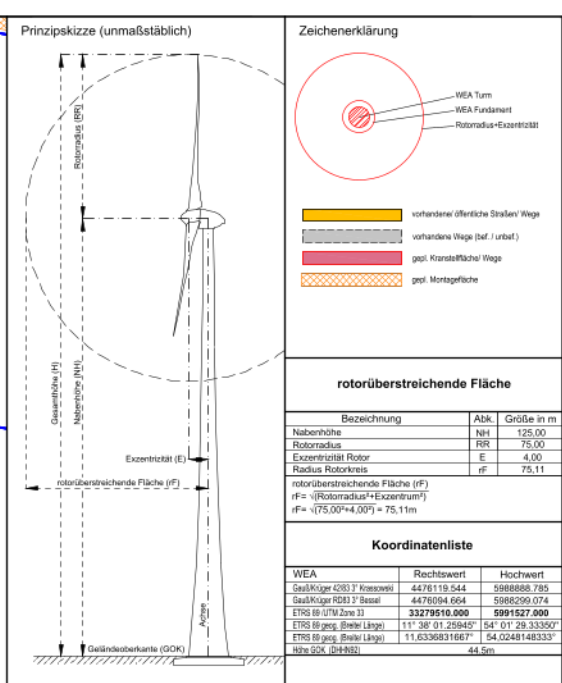 Prinzipskizze (unmaßstäblich)
Rotorradius (RR)
Gesamthöhe (H)
Nabenhöhe (NH)
Exzentrizität (E)
rotorüberstreichende Fläche (rF)
Achse
Geländeoberkante (GOK)
Zeichenerklärung
WEA Turm
WEA Fundament
Rotorradius+Exzentrizität
vorhandene/ öffentliche Straßen/ Wege
vorhandene Wege (bef. / unbef.)
gepl. Kranstellfläche/ Wege
gepl. Montagefläche
rotorüberstreichende Fläche
Bezeichnung Abk. Größe in m
Nabenhöhe NH 125,00
Rotorradius RR 75,00
Exzentrizität Rotor E 4,00
Radius Rotorkreis rF 75,11
rotorüberstreichende Fläche (rF)
rF= √(Rotorradius²+Exzentrum²)
rF= √(75,00²+4,00²) = 75,11m
Koordinatenliste
WEA Rechtswert Hochwert
Gauß/Krüger 42/83 3° Krassowski 4476119.544 5988888.785
Gauß/Krüger RD83 3° Bessel 4476094.664 5988299.074
ETRS 89 /UTM Zone 33 33279510.000 5991527.000
ETRS 89 geog. (Breite/ Länge) 11° 38' 01.25945" 54° 01' 29.33350"
ETRS 89 geog. (Breite/ Länge) 11,6336831667° 54,0248148333°
Höhe GOK (DHHN92) 44.5m